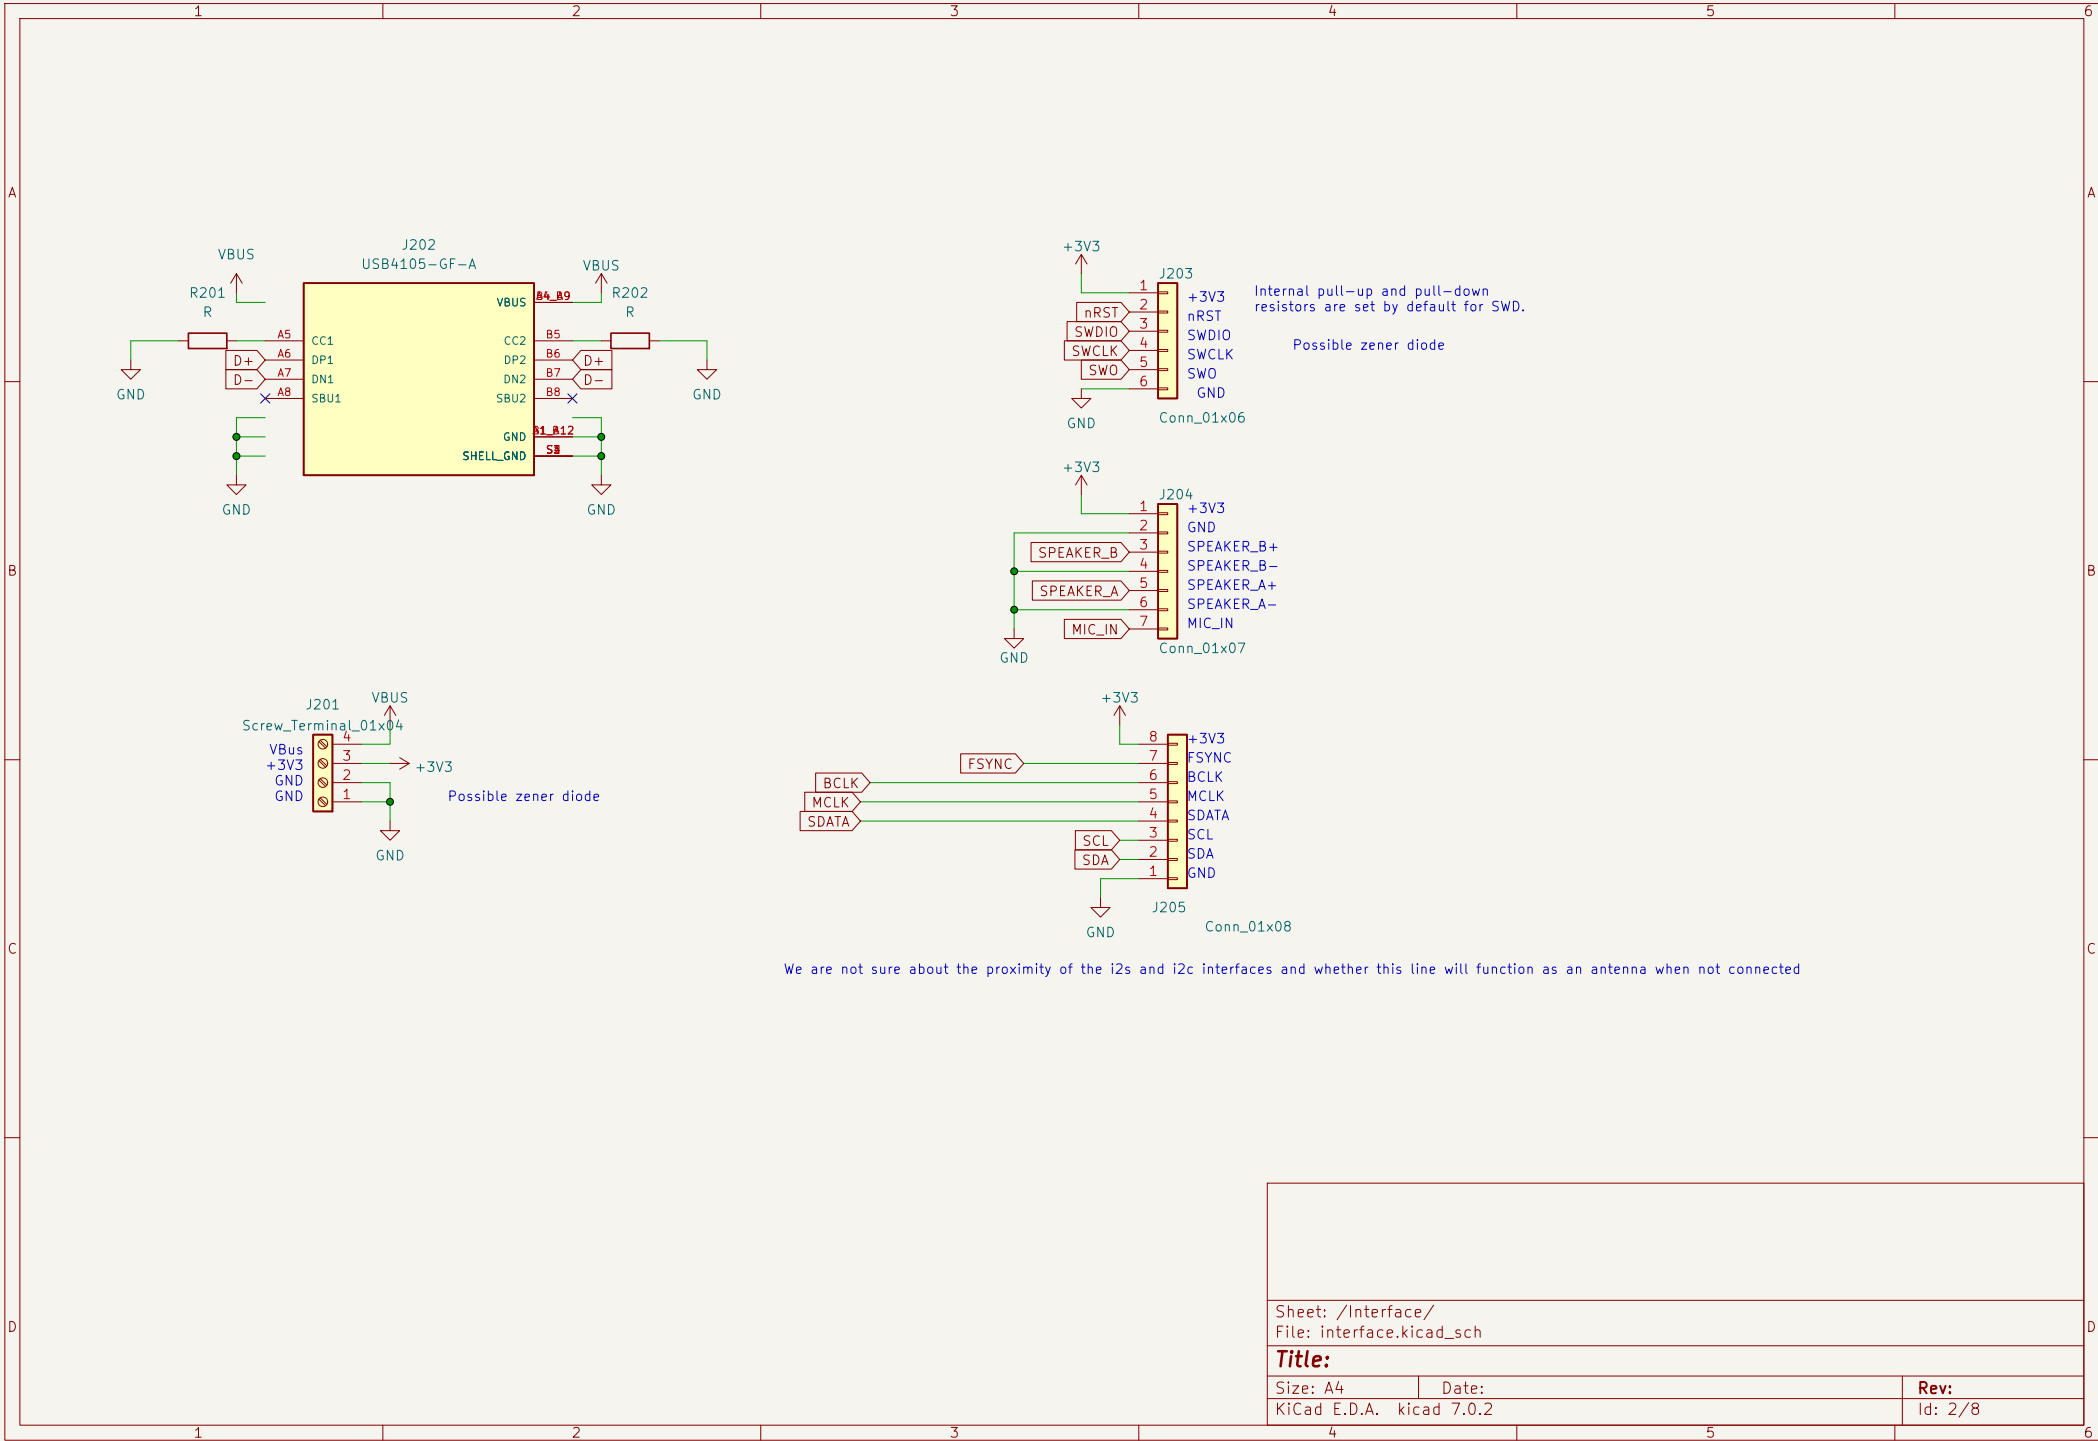 1 2 3 4 5 6
A A
B B
C C
D D
J202
USB4105-GF-A
VBUS
VBUS
R201
R
R202
R
A5 CC1
A6 DP1
A7 DN1
A8 SBU1
VBUS
CC2 B5
DP2 B6
DN2 B7
SBU2 B8
GND
SHELL_GND
D+
D-
D+
D-
GND
GND
GND
GND
J201
Screw_Terminal_01x04
VBUS
VBus 4
+3V3 3
GND 2
GND 1
+3V3
Possible zener diode
GND
+3V3
J203
1 +3V3
nRST 2 nRST
SWDIO 3 SWDIO
SWCLK 4 SWCLK
SWO 5 SWO
6 GND
GND
Conn_01x06
Internal pull-up and pull-down
resistors are set by default for SWD.
Possible zener diode
+3V3
J204
1 +3V3
2 GND
SPEAKER_B 3 SPEAKER_B+
4 SPEAKER_B-
SPEAKER_A 5 SPEAKER_A+
6 SPEAKER_A-
MIC_IN 7 MIC_IN
GND
Conn_01x07
+3V3
8 +3V3
FSYNC 7 FSYNC
BCLK 6 BCLK
MCLK 5 MCLK
SDATA 4 SDATA
SCL 3 SCL
SDA 2 SDA
1 GND
GND
J205
Conn_01x08
We are not sure about the proximity of the i2s and i2c interfaces and whether this line will function as an antenna when not connected
Sheet: /Interface/
File: interface.kicad_sch
Title:
Size: A4 Date: Rev:
KiCad E.D.A. kicad 7.0.2 Id: 2/8
1 2 3 4 5 6